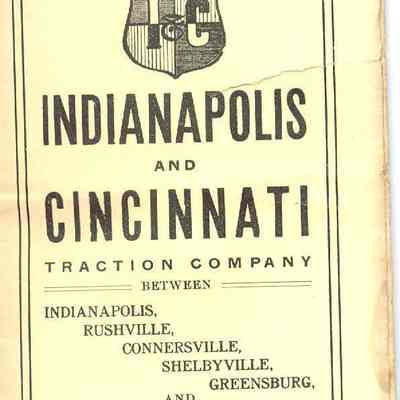 I&C
INDIANAPOLIS
AND
CINCINNATI
TRACTION COMPANY
BETWEEN
INDIANAPOLIS,
RUSHVILLE,
CONNERSVILLE,
SHELBYVILLE,
GREENSBURG,
AND